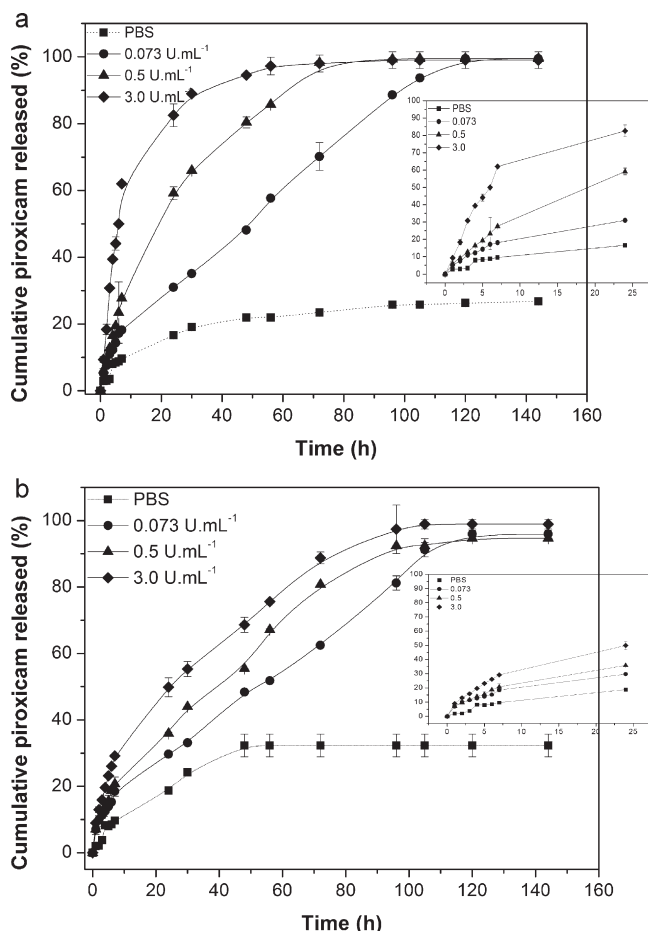 a
PBS
0.073 U.mL-1
0.5 U.mL-1
3.0 U.mL-1
Cumulative piroxicam released (%)
100
80
60
40
20
0
0 20 40 60 80 100 120 140 160
Time (h)
PBS
0.073
0.5
3.0
100
90
80
70
60
50
40
30
20
10
0
0 5 10 15 20 25
b
PBS
0.073 U.mL-1
0.5 U.mL-1
3.0 U.mL-1
Cumulative piroxicam released (%)
100
80
60
40
20
0
0 20 40 60 80 100 120 140 160
Time (h)
PBS
0.073
0.5
3.0
100
90
80
70
60
50
40
30
20
10
0
0 5 10 15 20 25